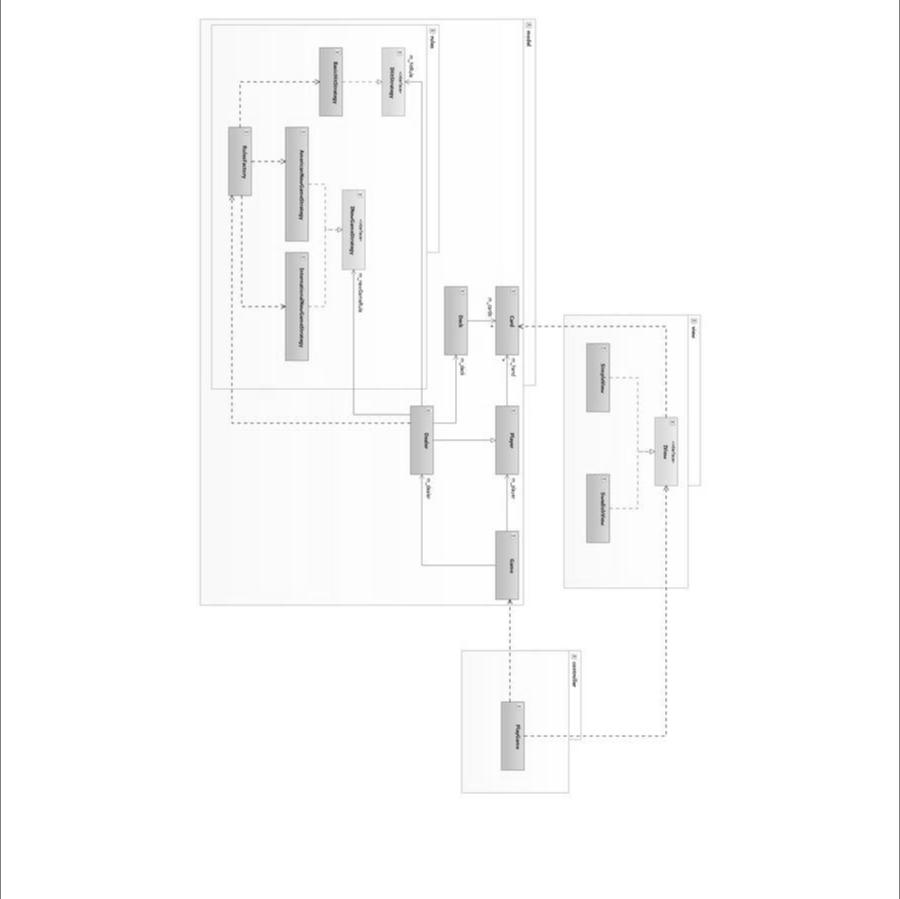 view
«interface»
IView
SimpleView
SwedishView
controller
PlayGame
model
Card
m_hand
Player
m_player
Game
m_cards
*
*
Deck
m_deck
Dealer
m_dealer
rules
m_hitRule
«interface»
IHitStrategy
BasicHitStrategy
«interface»
INewGameStrategy
m_newGameRule
AmericanNewGameStrategy
InternationalNewGameStrategy
RulesFactory